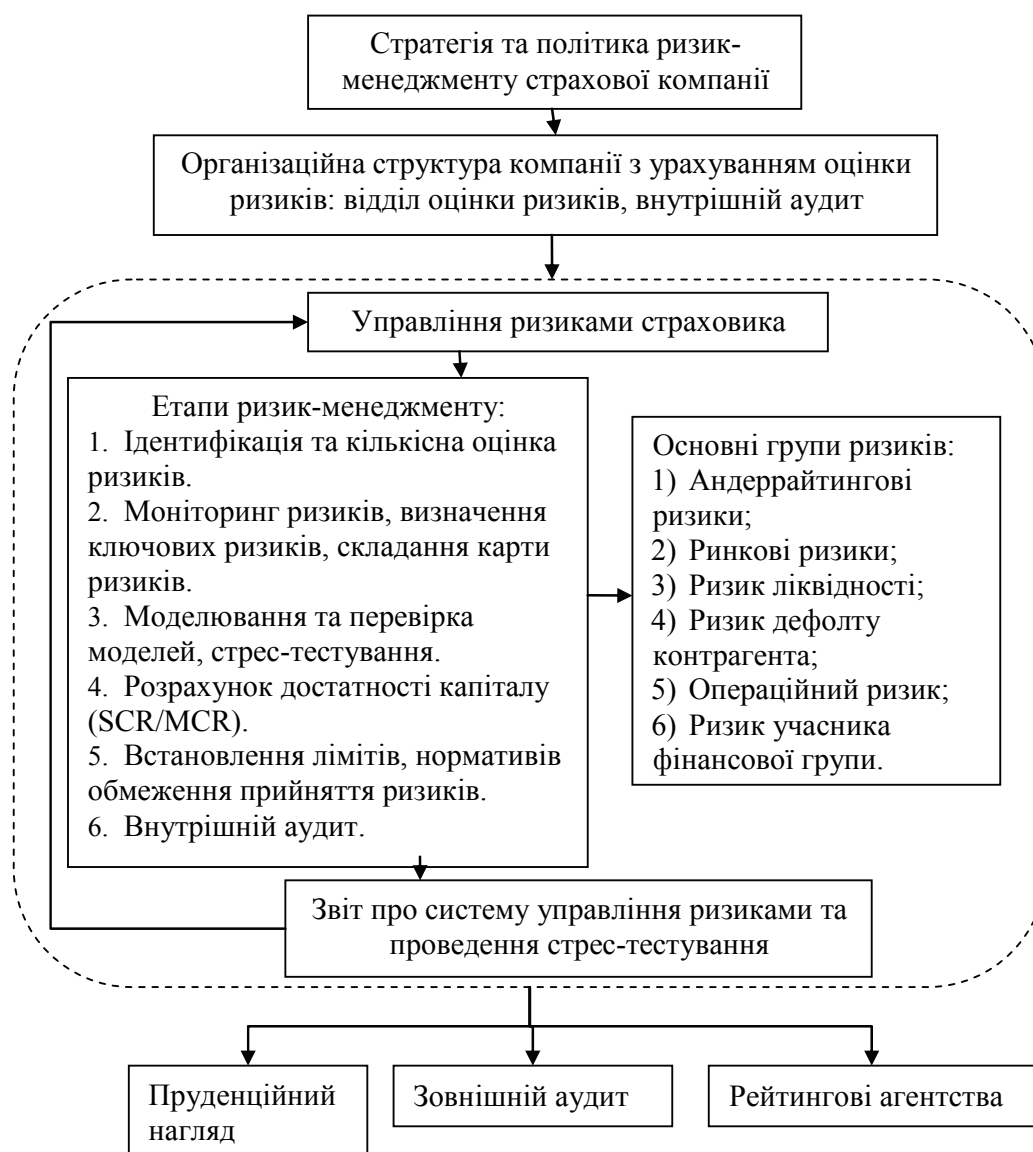 Стратегія та політика ризик-
менеджменту страхової компанії
Організаційна структура компанії з урахуванням оцінки
ризиків: відділ оцінки ризиків, внутрішній аудит
Управління ризиками страховика
Етапи ризик-менеджменту:
1. Ідентифікація та кількісна оцінка
ризиків.
2. Моніторинг ризиків, визначення
ключових ризиків, складання карти
ризиків.
3. Моделювання та перевірка
моделей, стрес-тестування.
4. Розрахунок достатності капіталу
(SCR/MCR).
5. Встановлення лімітів, нормативів
обмеження прийняття ризиків.
6. Внутрішній аудит.
Основні групи ризиків:
1) Андеррайтингові
ризики;
2) Ринкові ризики;
3) Ризик ліквідності;
4) Ризик дефолту
контрагента;
5) Операційний ризик;
6) Ризик учасника
фінансової групи.
Звіт про систему управління ризиками та
проведення стрес-тестування
Пруденційний
нагляд
Зовнішній аудит
Рейтингові агентства